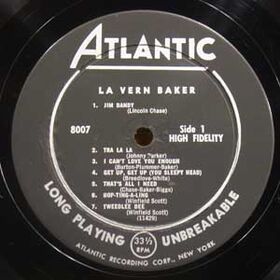 ATLANTIC
LA VERN BAKER
1. JIM DANDY
(Lincoln Chase)
8007
Side 1
HIGH FIDELITY
2. TRA LA LA
(Johnny Parker)
3. I CAN'T LOVE YOU ENOUGH
(Burton-Plummer-Baker)
4. GET UP, GET UP (YOU SLEEPY HEAD)
(Breedlove-White)
5. THAT'S ALL I NEED
(Chase-Baker-Biggs)
6. BOP-TING-A-LING
(Winfield Scott)
7. TWEEDLEE DEE
(Winfield Scott)
(11429)
LONG PLAYING 33⅓ RPM UNBREAKABLE
ATLANTIC RECORDING CORP., NEW YORK